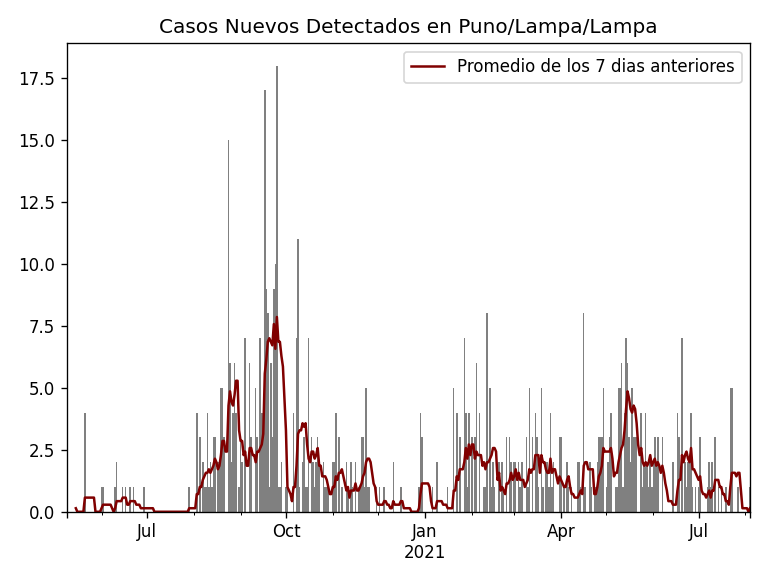 Casos Nuevos Detectados en Puno/Lampa/Lampa
Promedio de los 7 dias anteriores
17.5
15.0
12.5
10.0
7.5
5.0
2.5
0.0
Jul
Oct
Jan
2021
Apr
Jul